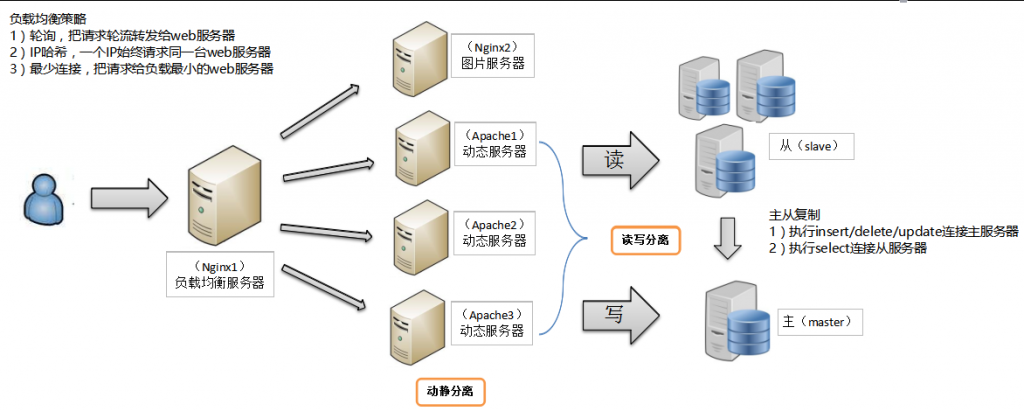 负载均衡策略
1）轮询，把请求轮流转发给web服务器
2）IP哈希，一个IP始终请求同一台web服务器
3）最少连接，把请求给负载最小的web服务器
（Nginx2）
图片服务器
（Apache1）
动态服务器
读
从（slave）
（Nginx1）
负载均衡服务器
（Apache2）
动态服务器
读写分离
主从复制
1）执行insert/delete/update连接主服务器
2）执行select连接从服务器
（Apache3）
动态服务器
写
主（master）
动静分离